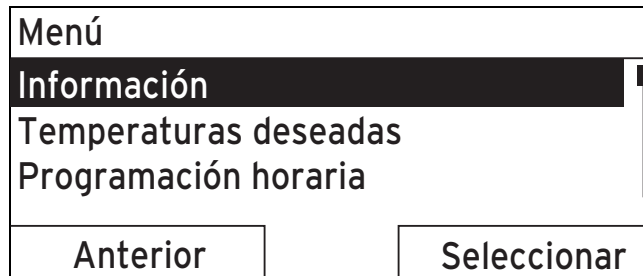 Menú
Información
Temperaturas deseadas
Programación horaria
Anterior Seleccionar